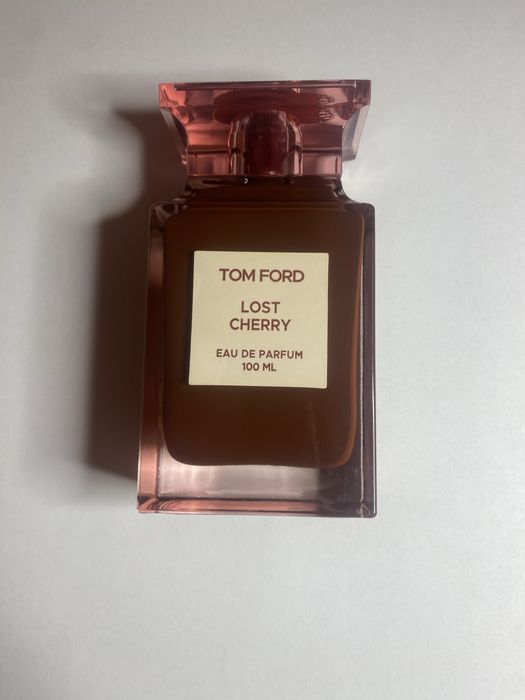 TOM FORD
LOST
CHERRY
EAU DE PARFUM
100 ML